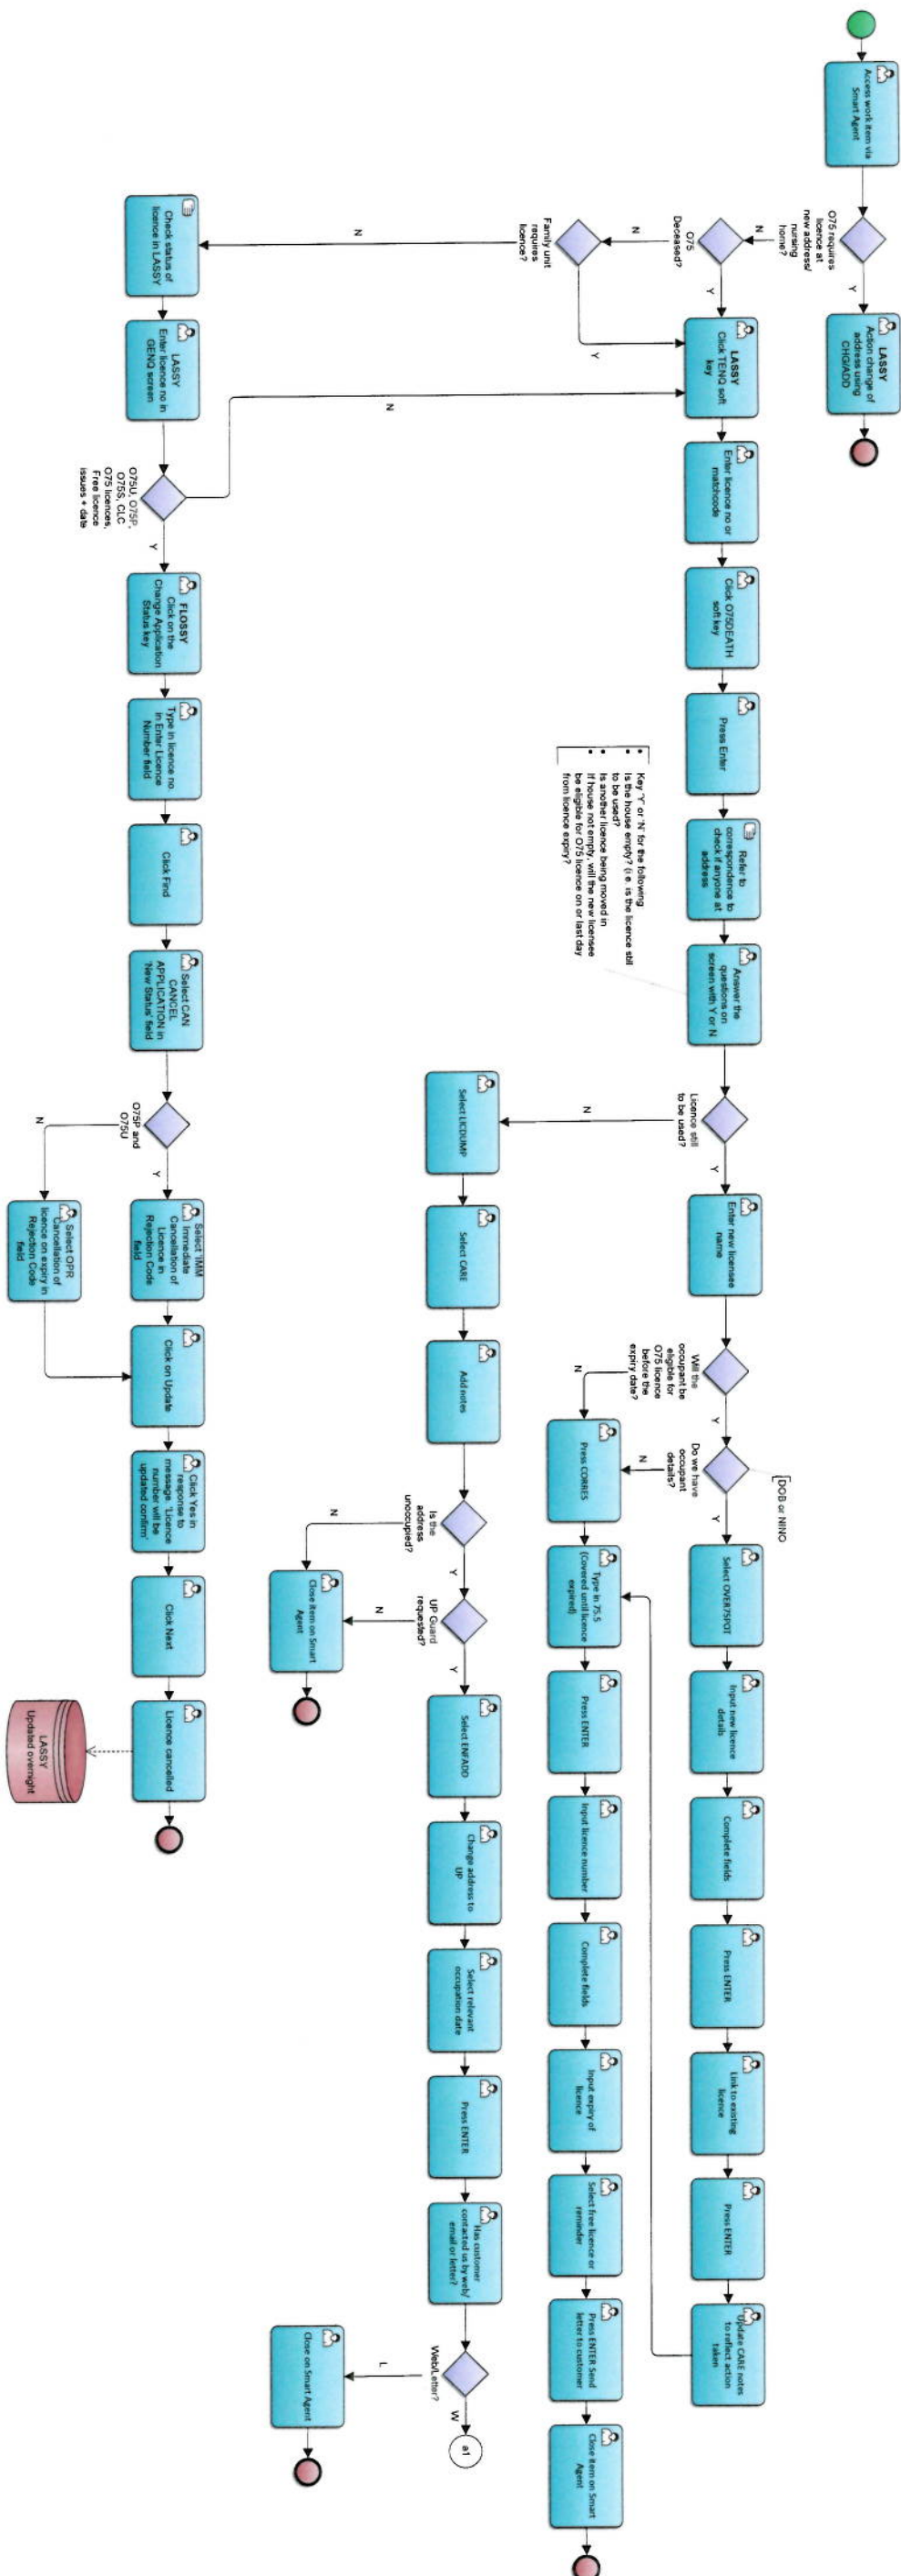 Access work item via
Smart Agent
O75 requires
licence at
new address/
nursing
home?
Y
LASSY
Action change of
address using
CHG/ADD
N
O75
Deceased?
Y
N
Family unit
requires
licence?
Y
N
LASSY
Click TENQ soft
key
Enter licence no or
matchcode
Click O75DEATH
soft key
Press Enter
Refer to
correspondence to
check if anyone at
address
Answer the
questions on
screen with Y or N
Key 'Y' or 'N' for the following
Is the house empty? (i.e. is the licence still
to be used?
Is another licence being moved in
If house not empty, will the new licensee
be eligible for O75 licence on or last day
from licence expiry?
Licence still
to be used?
Y
N
Enter new licensee
name
Will the
occupant be
eligible for
O75 licence
before the
expiry date?
Y
N
Do we have
occupant
details?
DOB or NINO
Y
N
Select OVER75POT
Input new licence
details
Complete fields
Press ENTER
Link to existing
licence
Press ENTER
Update CARE notes
to reflect action
taken
Press CORRES
Type in 75.5
(Covered until licence
expired)
Press ENTER
Input licence number
Complete fields
Input expiry of
licence
Select free licence or
reminder
Press ENTER Send
letter to customer
Close item on Smart
Agent
Select LICDUMP
Select CARE
Add notes
Is the
address
unoccupied?
Y
N
UP Guard
requested?
Y
N
Close item on Smart
Agent
Select ENFADD
Change address to
UP
Select relevant
occupation date
Press ENTER
Has customer
contacted us by web/
email or letter?
Web/Letter?
W
a1
L
Close on Smart Agent
Check status of
licence in LASSY
LASSY
Enter licence no in
GENQ screen
O75U, O75P,
O75S, CLC
O75 licences,
Free licence
issues + date
N
Y
FLOSSY
Click on the
Change Application
Status key
Type in licence no.
in Enter Licence
Number field
Click Find
Select CAN
CANCEL
APPLICATION in
'New Status' field
O75P and
O75U
Y
N
Select 'IMM
Immediate
Cancellation of
Licence in
Rejection Code
field
Select OPR
Cancellation of
licence on expiry in
Rejection Code
field
Click on Update
Click Yes in
response to
message. 'Licence
number will be
updated confirm'
Click Next
Licence cancelled
LASSY
Updated overnight